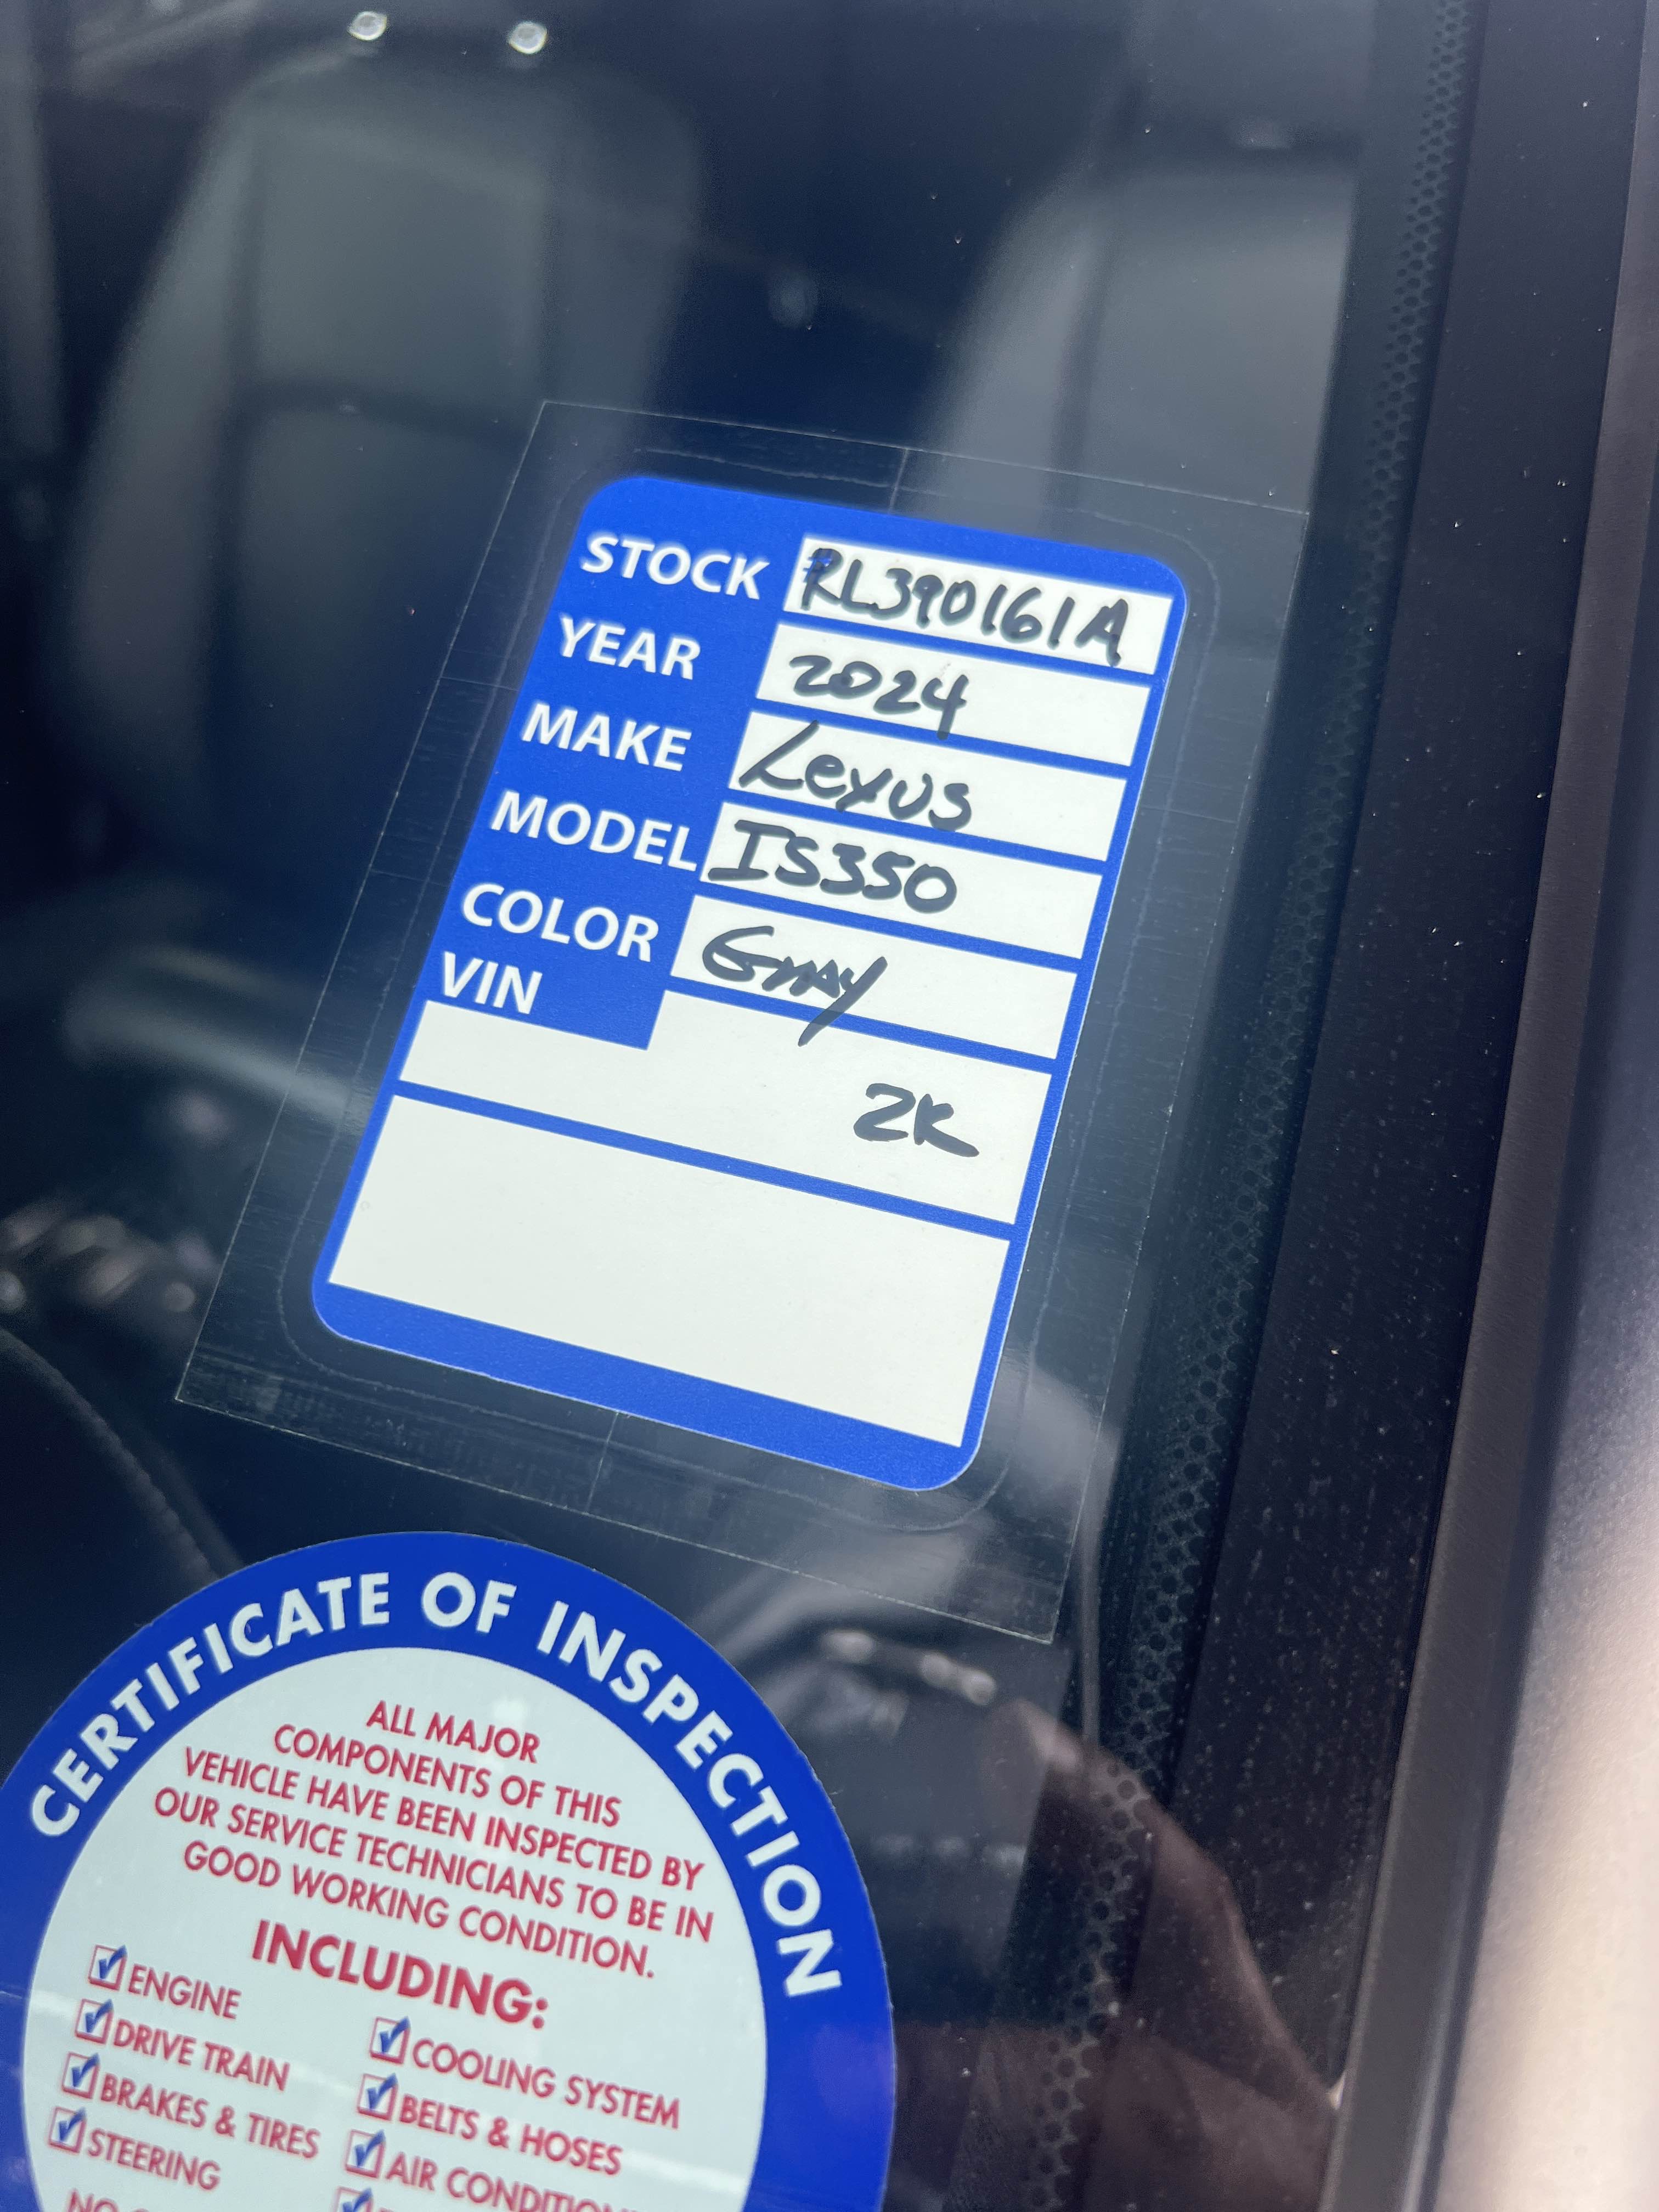 STOCK RL390161A
YEAR 2024
MAKE Lexus
MODEL IS350
COLOR Gray
VIN
2K
CERTIFICATE OF INSPECTION
ALL MAJOR
COMPONENTS OF THIS
VEHICLE HAVE BEEN INSPECTED BY
OUR SERVICE TECHNICIANS TO BE IN
GOOD WORKING CONDITION.
INCLUDING:
ENGINE
DRIVE TRAIN
BRAKES & TIRES
STEERING
COOLING SYSTEM
BELTS & HOSES
AIR